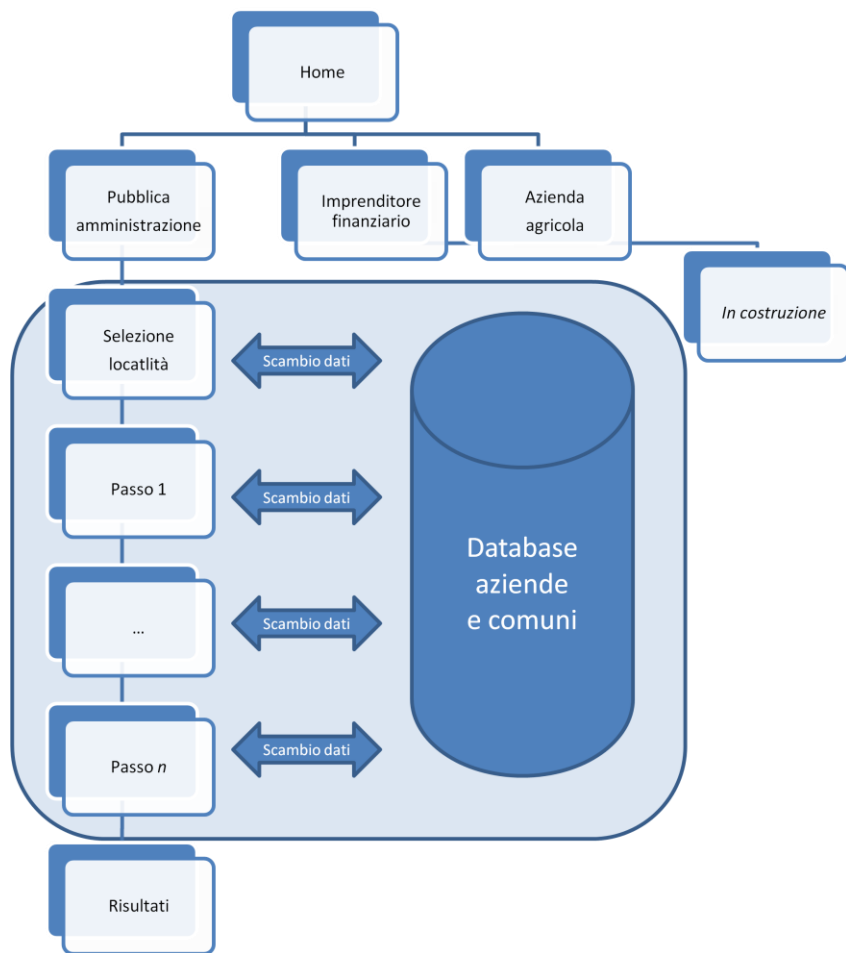 Home
Pubblica
amministrazione
Imprenditore
finanziario
Azienda
agricola
In costruzione
Selezione
locatlità
Scambio dati
Passo 1
Scambio dati
Database
aziende
e comuni
...
Scambio dati
Passo n
Scambio dati
Risultati